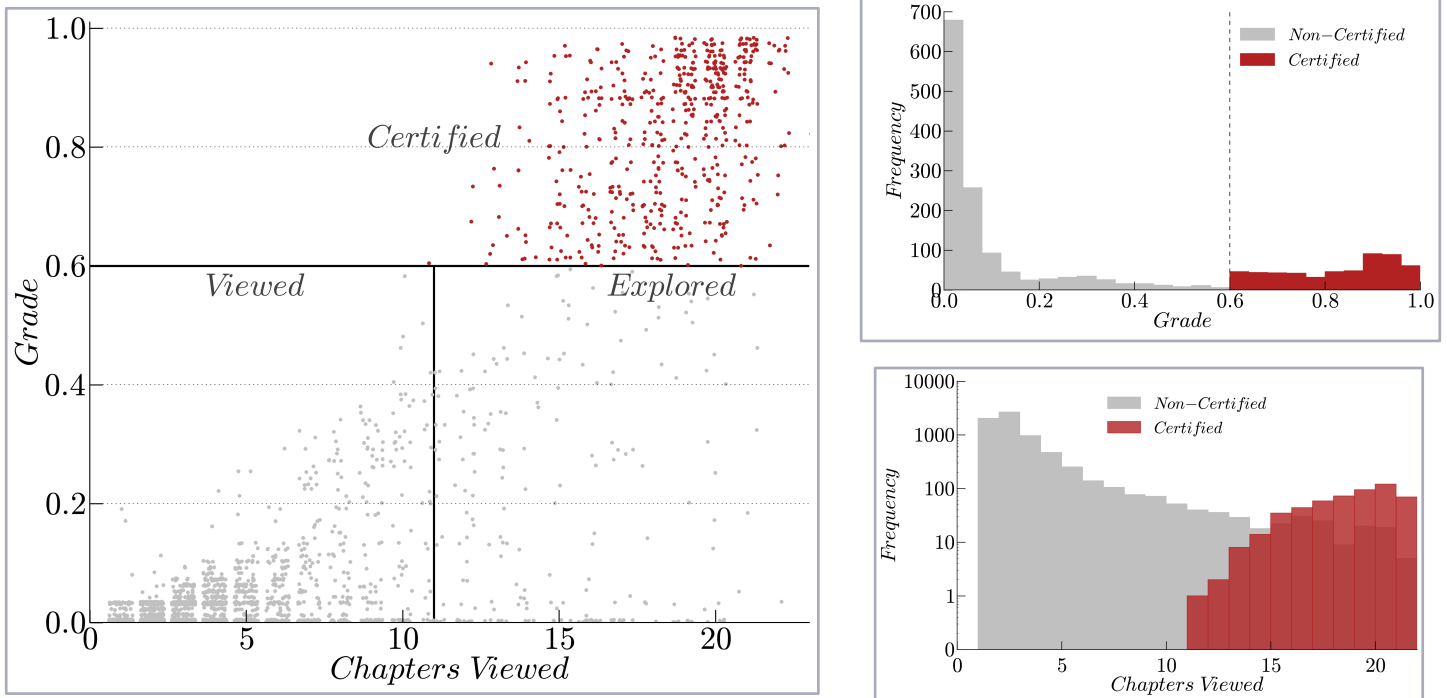 1.0
Certified
0.8
0.6
Viewed
Explored
Grade
0.4
0.2
0.0
0 5 10 15 20
Chapters Viewed
700
600
500
400
300
200
100
0
Frequency
Non−Certified
Certified
0.0 0.2 0.4 0.6 0.8 1.0
Grade
10000
1000
100
10
1
0
Frequency
Non−Certified
Certified
0 5 10 15 20
Chapters Viewed